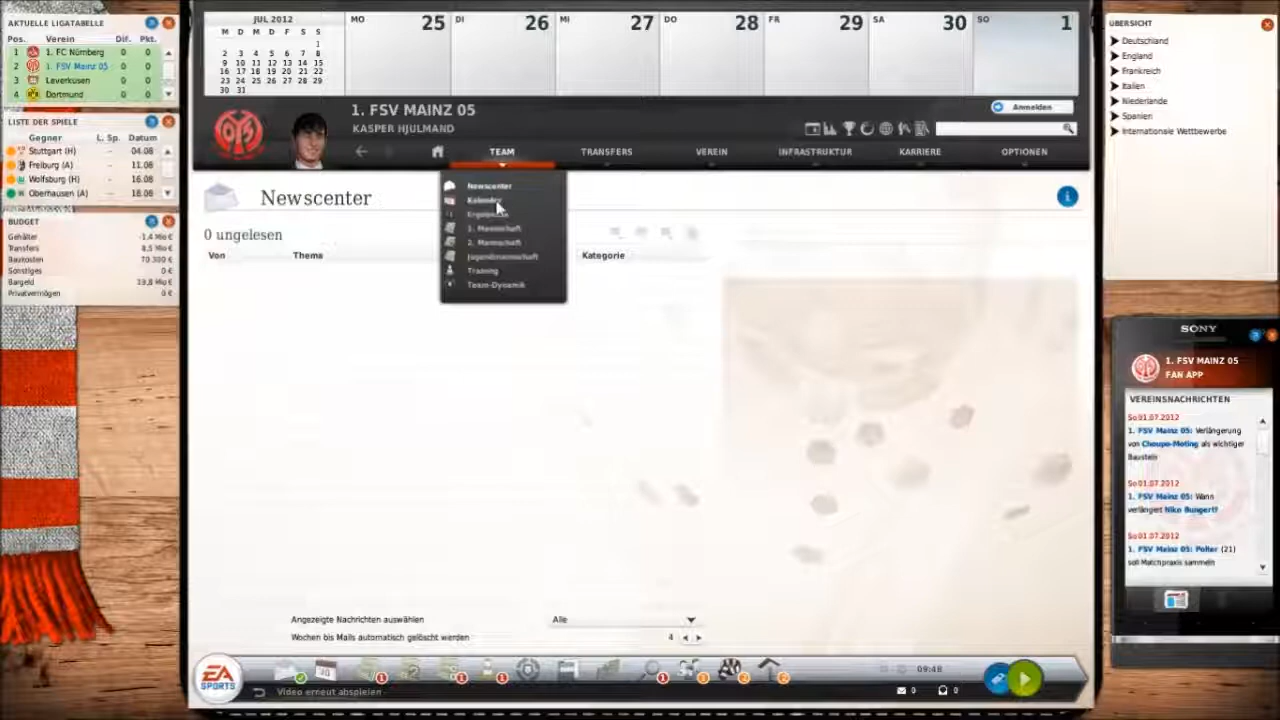 AKTUELLE LIGATABELLE
Pos. Verein Dif. Pkt.
1 1. FC Nürnberg 0 0
2 1. FSV Mainz 05 0 0
3 Leverkusen 0 0
4 Dortmund 0 0
LISTE DER SPIELE
Gegner L. Sp. Datum
Stuttgart (H) 04.08
Freiburg (A) 11.08
Wolfsburg (H) 16.08
Oberhausen (A) 18.08
BUDGET
Gehälter -1,4 Mio €
Transfers 8,5 Mio €
Baukosten 70.300 €
Sonstiges 0 €
Bargeld 19,8 Mio €
Privatvermögen 0 €
JUL 2012
M D M D F S S
1
2 3 4 5 6 7 8
9 10 11 12 13 14 15
16 17 18 19 20 21 22
23 24 25 26 27 28 29
30 31
MO 25 DI 26 MI 27 DO 28 FR 29 SA 30 SO 1
1. FSV MAINZ 05
KASPER HJULMAND
Anmelden
TEAM TRANSFERS VEREIN INFRASTRUKTUR KARRIERE OPTIONEN
Newscenter
Kalender
Ergebnisse
1. Mannschaft
2. Mannschaft
Jugendmannschaft
Training
Team-Dynamik
Newscenter
0 ungelesen
Von Thema Kategorie
Angezeigte Nachrichten auswählen Alle
Wochen bis Mails automatisch gelöscht werden 4
EA SPORTS
Video erneut abspielen
09:48
0 0
ÜBERSICHT
Deutschland
England
Frankreich
Italien
Niederlande
Spanien
Internationale Wettbewerbe
SONY
1. FSV MAINZ 05
FAN APP
VEREINSNACHRICHTEN
So 01.07.2012
1. FSV Mainz 05: Verlängerung
von Choupo-Moting als wichtiger
Baustein
So 01.07.2012
1. FSV Mainz 05: Wann
verlängert Niko Bungert?
So 01.07.2012
1. FSV Mainz 05: Polter (21)
soll Matchpraxis sammeln